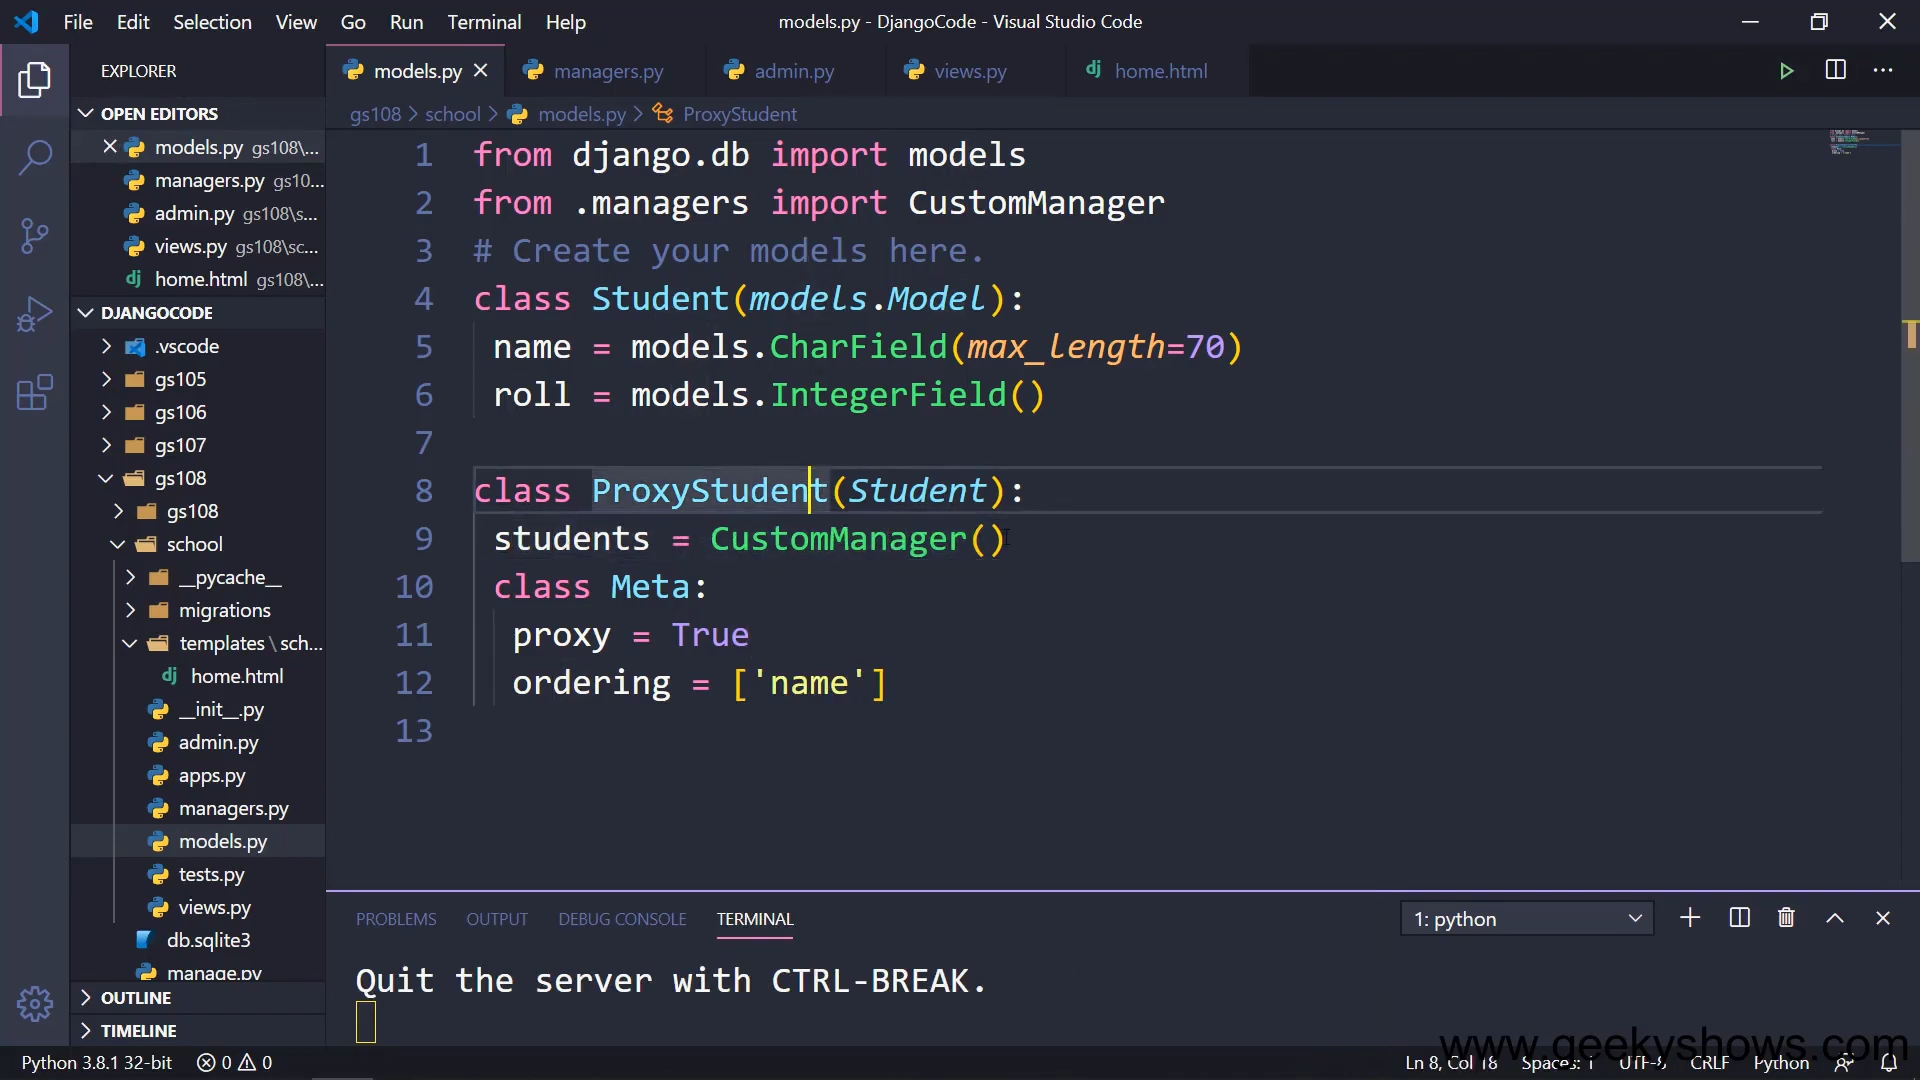 File Edit Selection View Go Run Terminal Help
models.py - DjangoCode - Visual Studio Code
EXPLORER
OPEN EDITORS
models.py gs108\...
managers.py gs10...
admin.py gs108\s...
views.py gs108\sc...
home.html gs108\...
DJANGOCODE
.vscode
gs105
gs106
gs107
gs108
gs108
school
__pycache__
migrations
templates \ sch...
home.html
__init__.py
admin.py
apps.py
managers.py
models.py
tests.py
views.py
db.sqlite3
manage.py
OUTLINE
TIMELINE
models.py managers.py admin.py views.py home.html
gs108 > school > models.py > ProxyStudent
1 from django.db import models
2 from .managers import CustomManager
3 # Create your models here.
4 class Student(models.Model):
5 name = models.CharField(max_length=70)
6 roll = models.IntegerField()
7
8 class ProxyStudent(Student):
9 students = CustomManager()
10 class Meta:
11 proxy = True
12 ordering = ['name']
13
PROBLEMS OUTPUT DEBUG CONSOLE TERMINAL
1: python
Quit the server with CTRL-BREAK.
www.geekyshows.com
Python 3.8.1 32-bit 0 0
Ln 8, Col 18 Spaces: 1 UTF-8 CRLF Python